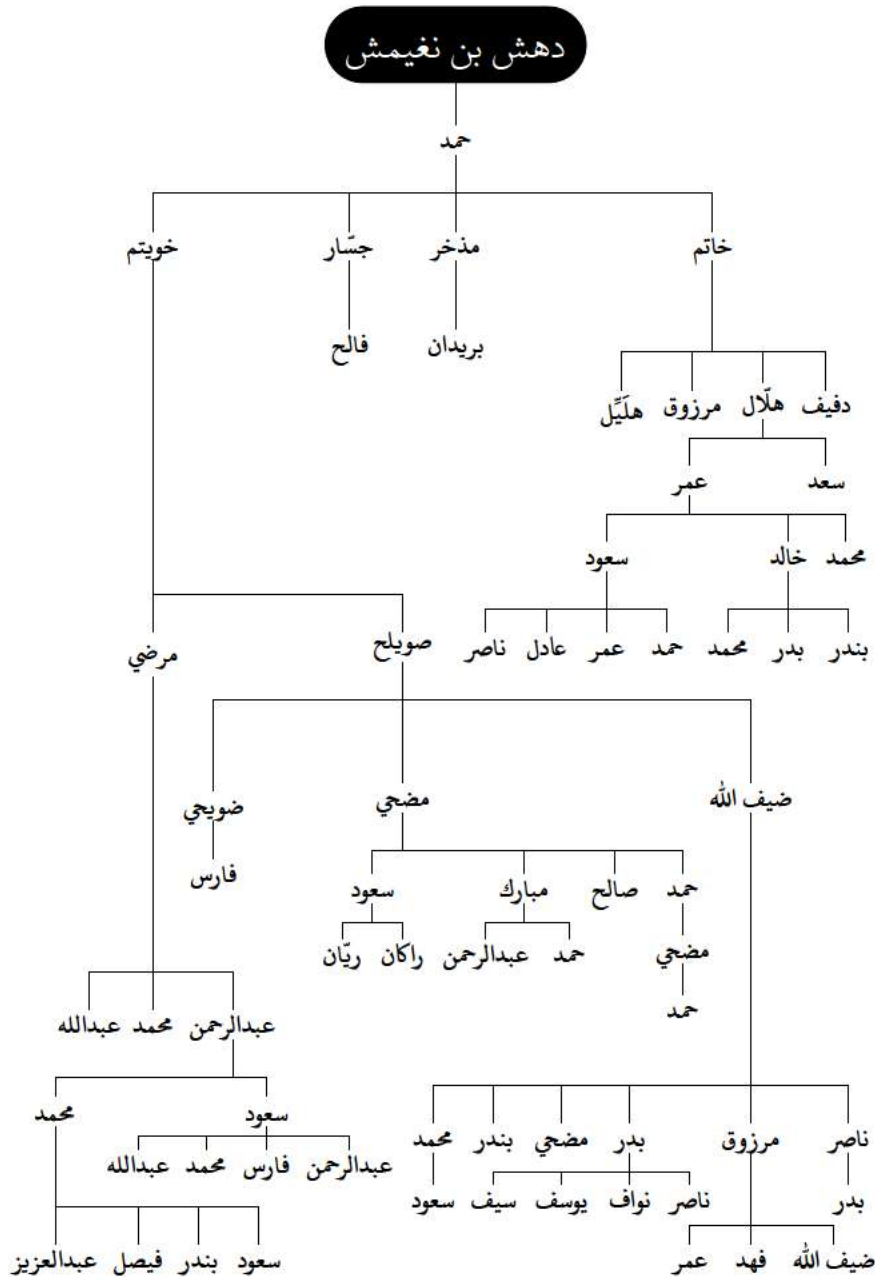 دهش بن نغيمش
حمد
خاتم مذخر جسّار خويتم
بريدان فالح
دفيف هلّال مرزوق هلَيِّل
سعد عمر
محمد خالد سعود
بندر بدر محمد حمد عمر عادل ناصر
صويلح مرضي
ضيف الله مضحي ضويحي
حمد صالح مبارك سعود فارس
مضحي حمد عبدالرحمن راكان ريّان
حمد
عبدالرحمن محمد عبدالله
ناصر مرزوق بدر مضحي بندر محمد سعود محمد
عبدالرحمن فارس محمد عبدالله
بدر ناصر نواف يوسف سيف سعود
ضيف الله فهد عمر سعود بندر فيصل عبدالعزيز